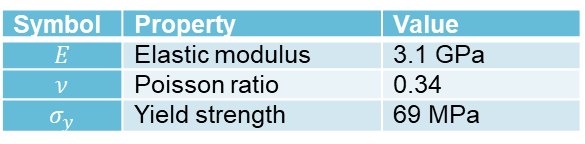 Symbol Property Value
E Elastic modulus 3.1 GPa
ν Poisson ratio 0.34
σy Yield strength 69 MPa